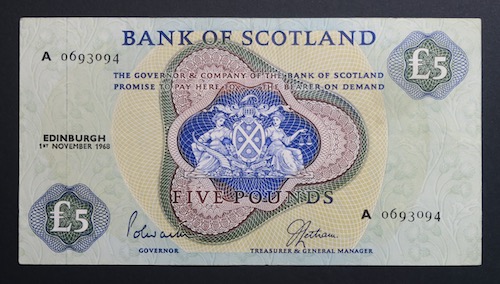 BANK OF SCOTLAND
A 0693094
£5
THE GOVERNOR & COMPANY OF THE BANK OF SCOTLAND
PROMISE TO PAY HERE TO THE BEARER ON DEMAND
EDINBURGH
1ST NOVEMBER 1968
FIVE POUNDS
£5
A 0693094
Polwarth
GOVERNOR
TREASURER & GENERAL MANAGER